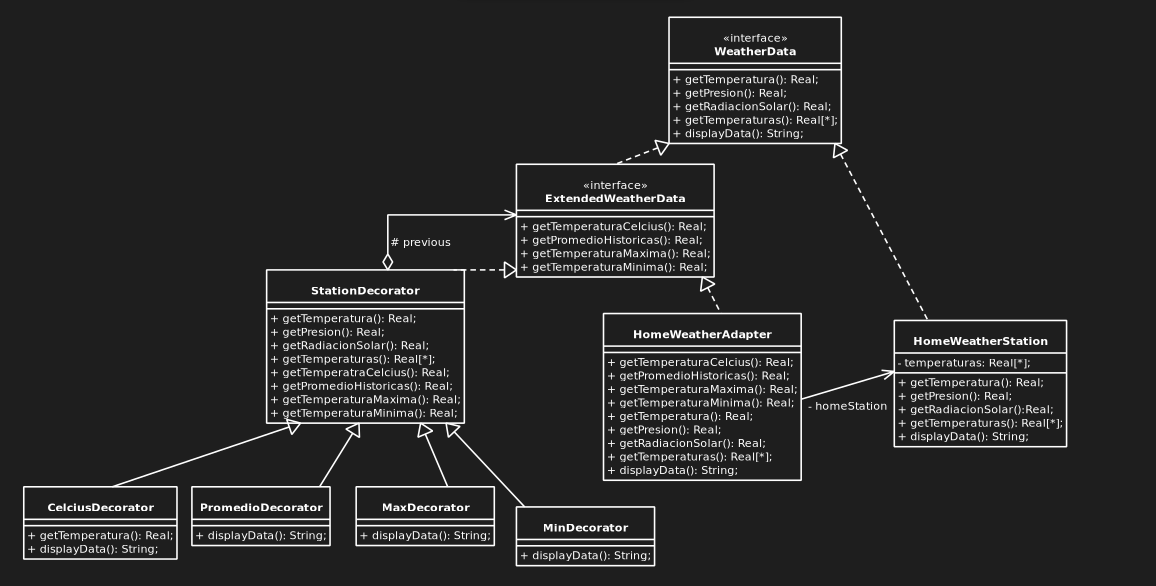 «interface»
WeatherData
+ getTemperatura(): Real;
+ getPresion(): Real;
+ getRadiacionSolar(): Real;
+ getTemperaturas(): Real[*];
+ displayData(): String;
«interface»
ExtendedWeatherData
+ getTemperaturaCelcius(): Real;
+ getPromedioHistoricas(): Real;
+ getTemperaturaMaxima(): Real;
+ getTemperaturaMinima(): Real;
# previous
StationDecorator
+ getTemperatura(): Real;
+ getPresion(): Real;
+ getRadiacionSolar(): Real;
+ getTemperaturas(): Real[*];
+ getTemperatraCelcius(): Real;
+ getPromedioHistoricas(): Real;
+ getTemperaturaMaxima(): Real;
+ getTemperaturaMinima(): Real;
HomeWeatherAdapter
+ getTemperaturaCelcius(): Real;
+ getPromedioHistoricas(): Real;
+ getTemperaturaMaxima(): Real;
+ getTemperaturaMinima(): Real;
+ getTemperatura(): Real;
+ getPresion(): Real;
+ getRadiacionSolar(): Real;
+ getTemperaturas(): Real[*];
+ displayData(): String;
- homeStation
HomeWeatherStation
- temperaturas: Real[*];
+ getTemperatura(): Real;
+ getPresion(): Real;
+ getRadiacionSolar():Real;
+ getTemperaturas(): Real[*];
+ displayData(): String;
CelciusDecorator
+ getTemperatura(): Real;
+ displayData(): String;
PromedioDecorator
+ displayData(): String;
MaxDecorator
+ displayData(): String;
MinDecorator
+ displayData(): String;